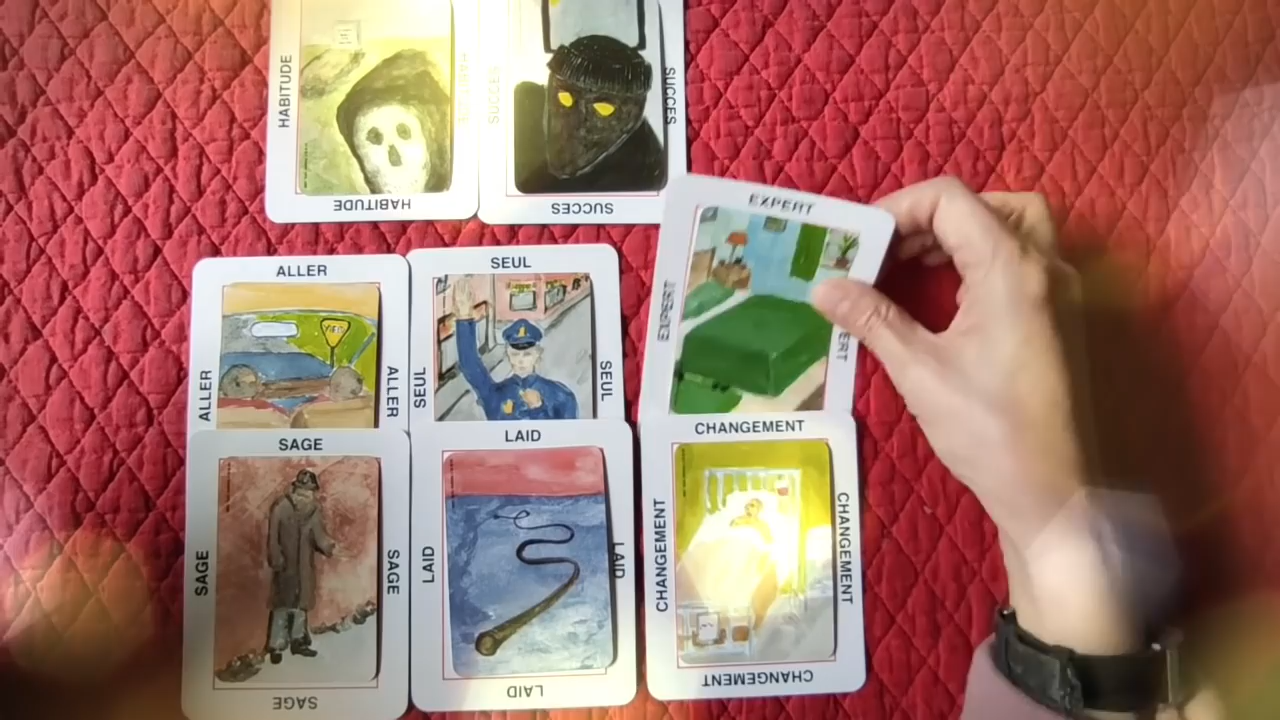 HABITUDE
HABITUDE
SUCCES
SUCCES
SUCCES
EXPERT
EXPERT
ALLER
ALLER
ALLER
YIELD
SEUL
SEUL
SEUL
SAGE
SAGE
SAGE
SAGE
LAID
LAID
LAID
LAID
CHANGEMENT
CHANGEMENT
CHANGEMENT
CHANGEMENT